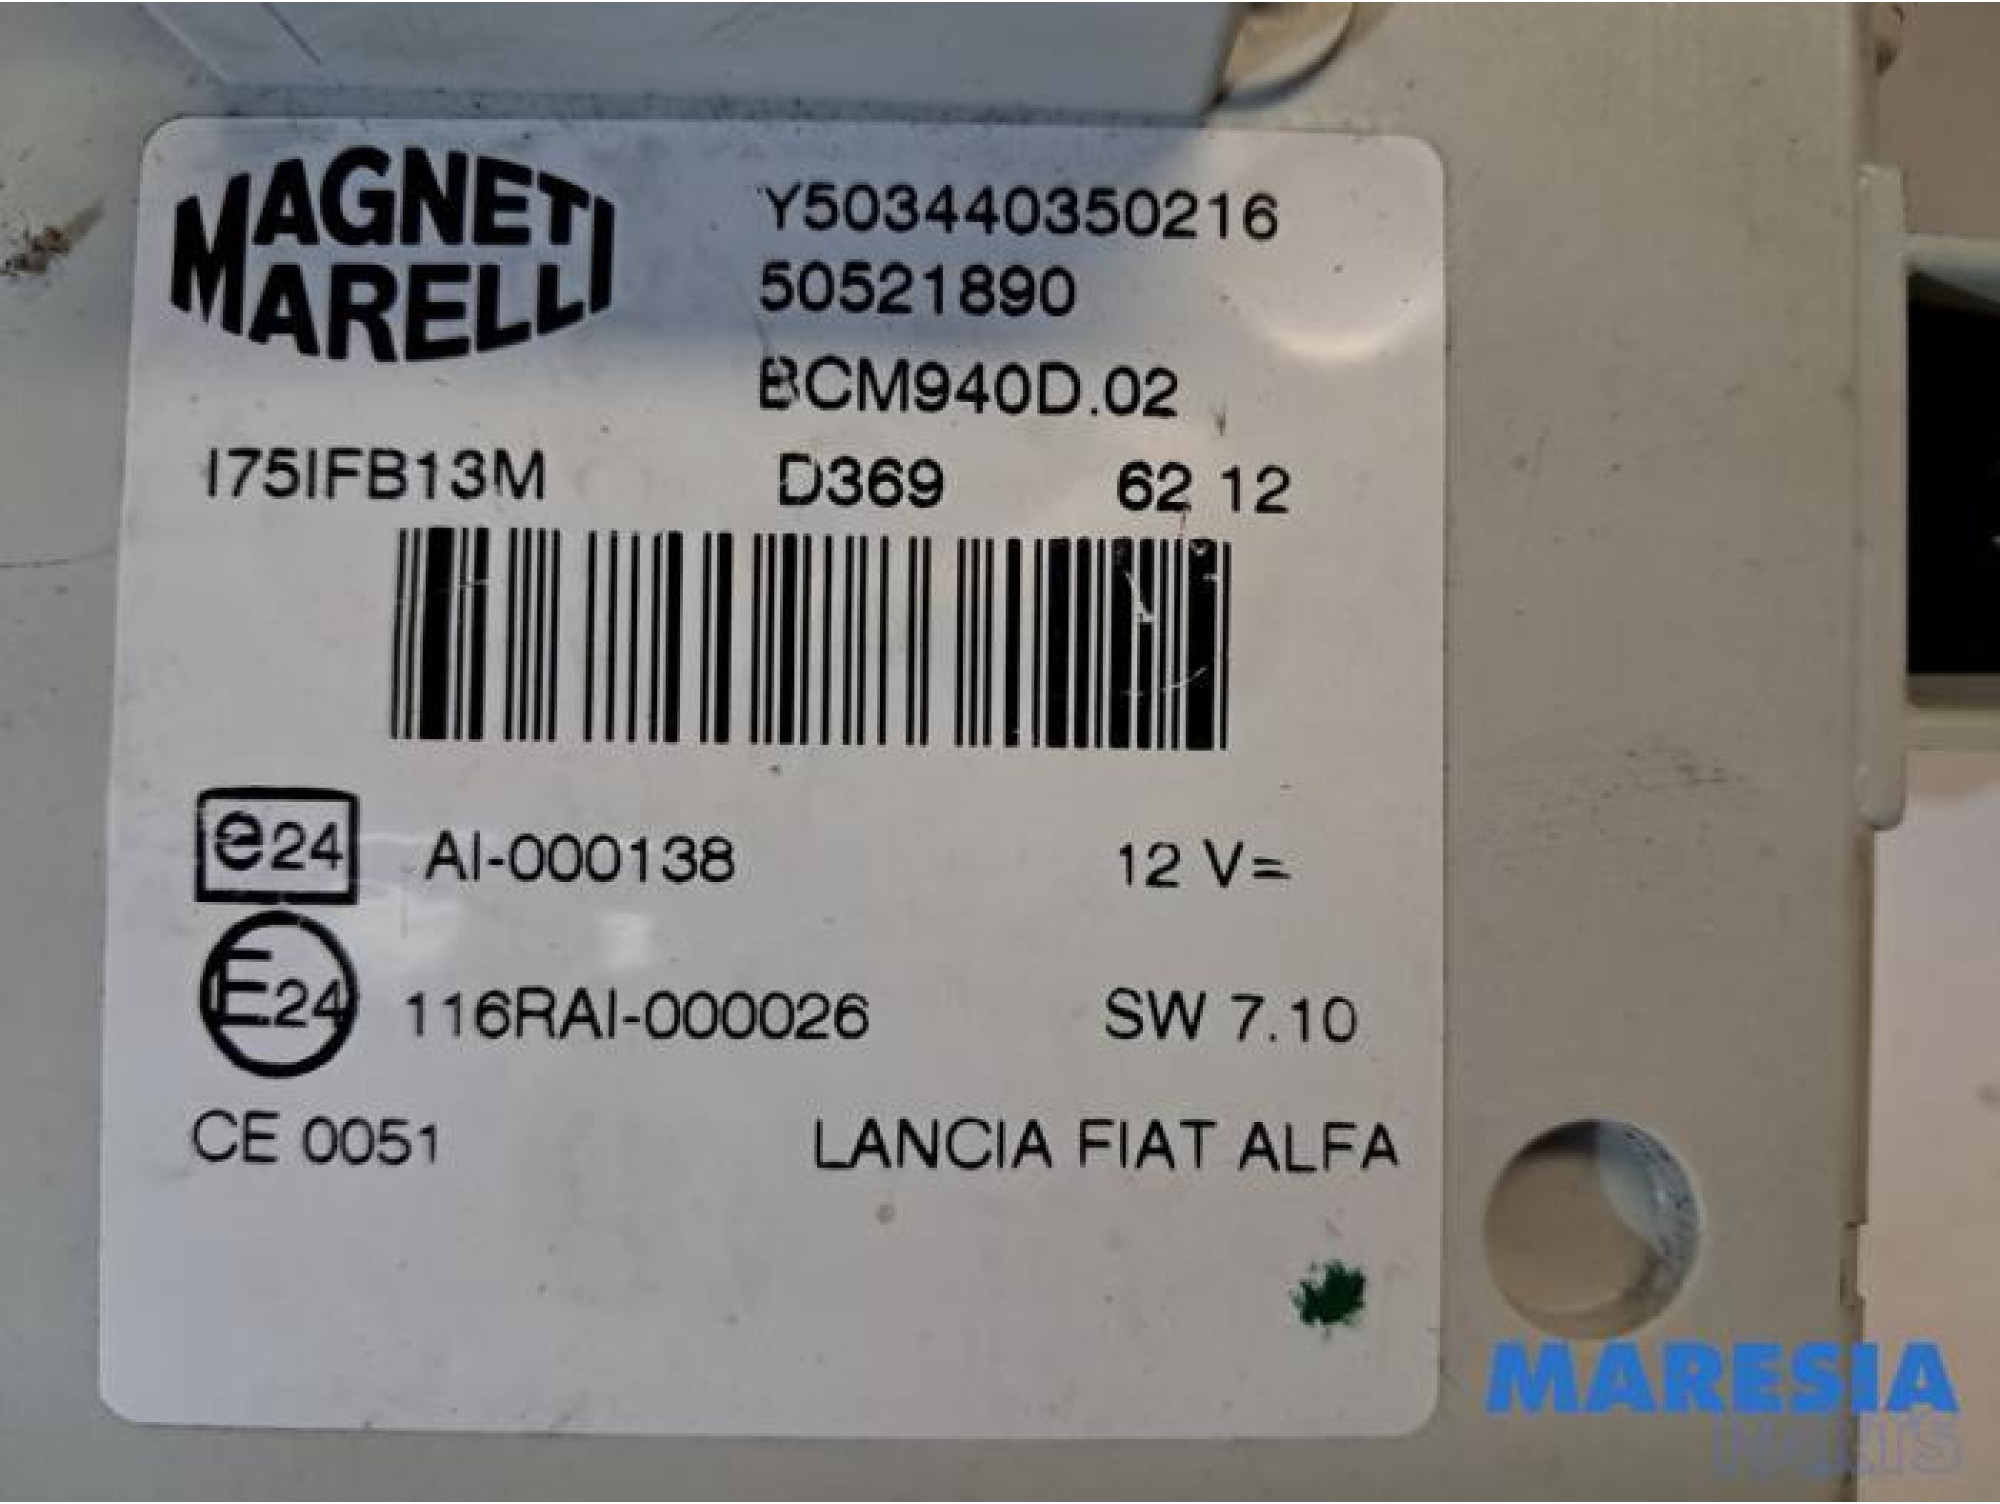 MAGNETI
MARELLI
Y503440350216
50521890
BCM940D.02
I75IFB13M D369 62 12
e24 AI-000138 12 V=
E24 116RAI-000026 SW 7.10
CE 0051 LANCIA FIAT ALFA
MARESIA
PARTS